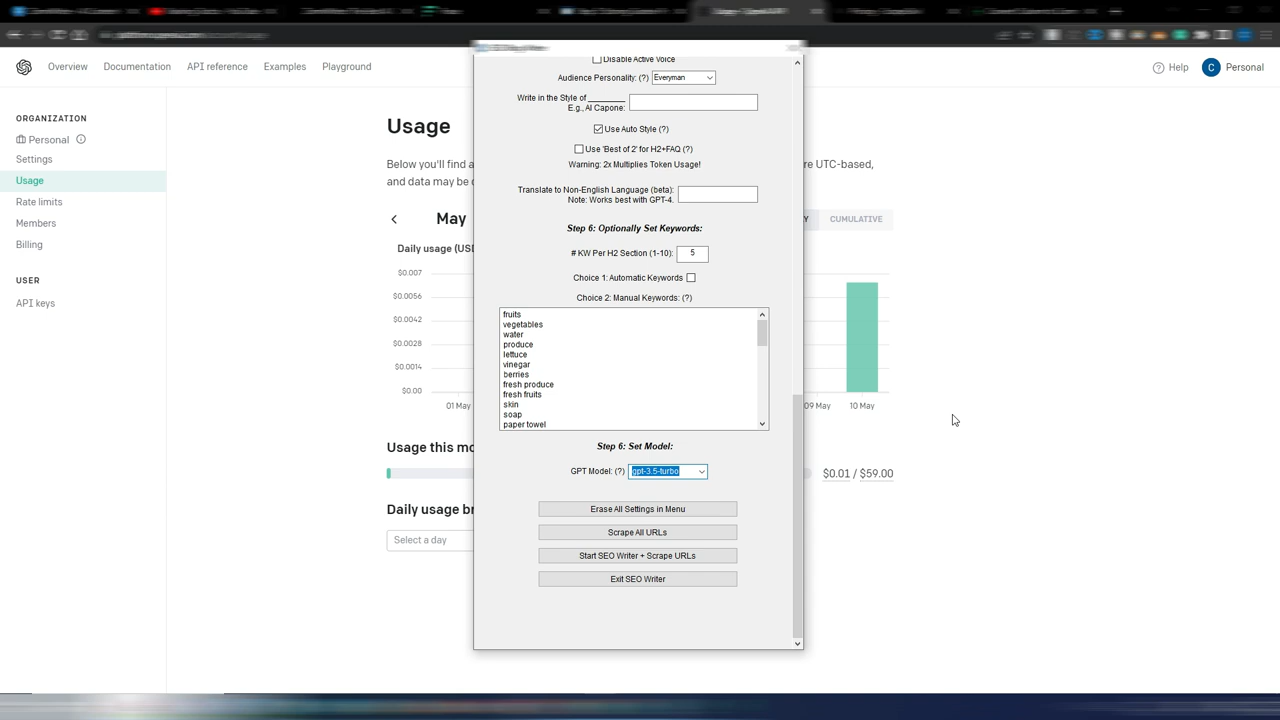 Overview
Documentation
API reference
Examples
Playground
Help
C
Personal
ORGANIZATION
Personal
Settings
Usage
Rate limits
Members
Billing
USER
API keys
Usage
Below you'll find a
re UTC-based,
and data may be d
May
Y
CUMULATIVE
Daily usage (USD
$0.007
$0.0056
$0.0042
$0.0028
$0.0014
$0.00
01 May
09 May
10 May
Usage this mo
$0.01 / $59.00
Daily usage br
Select a day
Disable Active Voice
Audience Personality: (?)
Everyman
Write in the Style of ________
E.g., Al Capone:
Use Auto Style (?)
Use 'Best of 2' for H2+FAQ (?)
Warning: 2x Multiplies Token Usage!
Translate to Non-English Language (beta):
Note: Works best with GPT-4.
Step 6: Optionally Set Keywords:
# KW Per H2 Section (1-10):
5
Choice 1: Automatic Keywords
Choice 2: Manual Keywords: (?)
fruits
vegetables
water
produce
lettuce
vinegar
berries
fresh produce
fresh fruits
skin
soap
paper towel
Step 6: Set Model:
GPT Model: (?)
gpt-3.5-turbo
Erase All Settings in Menu
Scrape All URLs
Start SEO Writer + Scrape URLs
Exit SEO Writer